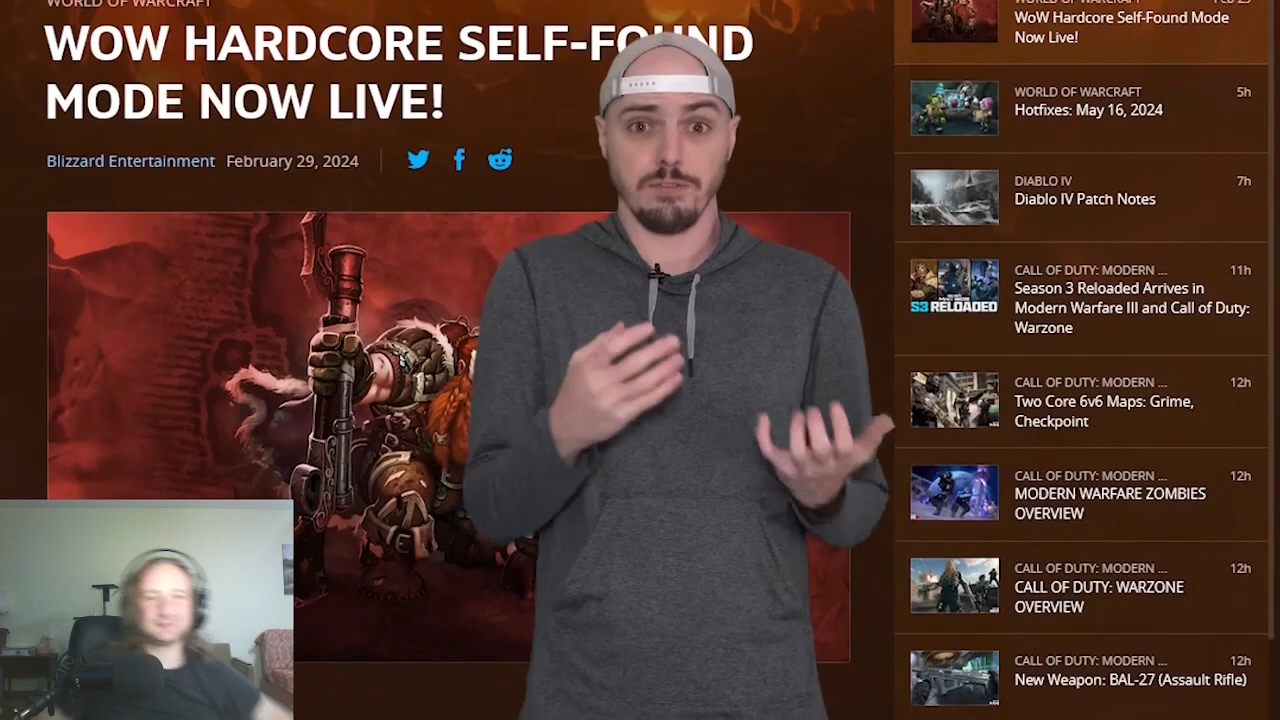 WORLD OF WARCRAFT
WOW HARDCORE SELF-FOUND
MODE NOW LIVE!
Blizzard Entertainment February 29, 2024
WORLD OF WARCRAFT
WoW Hardcore Self-Found Mode
Now Live!
WORLD OF WARCRAFT 5h
Hotfixes: May 16, 2024
DIABLO IV 7h
Diablo IV Patch Notes
CALL OF DUTY: MODERN ... 11h
Season 3 Reloaded Arrives in
Modern Warfare III and Call of Duty:
Warzone
S3 RELOADED
CALL OF DUTY: MODERN ... 12h
Two Core 6v6 Maps: Grime,
Checkpoint
CALL OF DUTY: MODERN ... 12h
MODERN WARFARE ZOMBIES
OVERVIEW
CALL OF DUTY: MODERN ... 12h
CALL OF DUTY: WARZONE
OVERVIEW
CALL OF DUTY: MODERN ... 12h
New Weapon: BAL-27 (Assault Rifle)